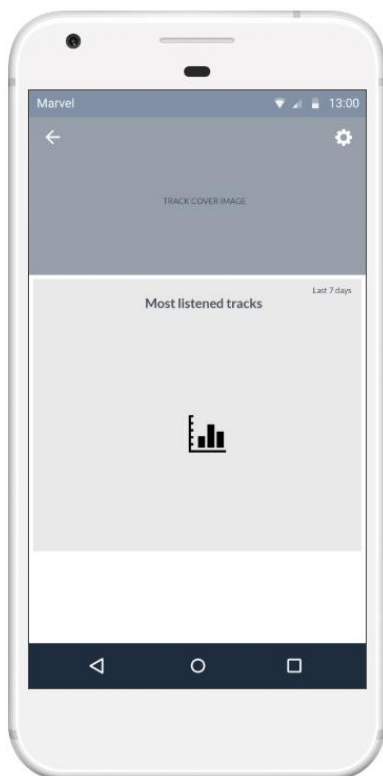 Marvel 13:00
TRACK COVER IMAGE
Last 7 days
Most listened tracks